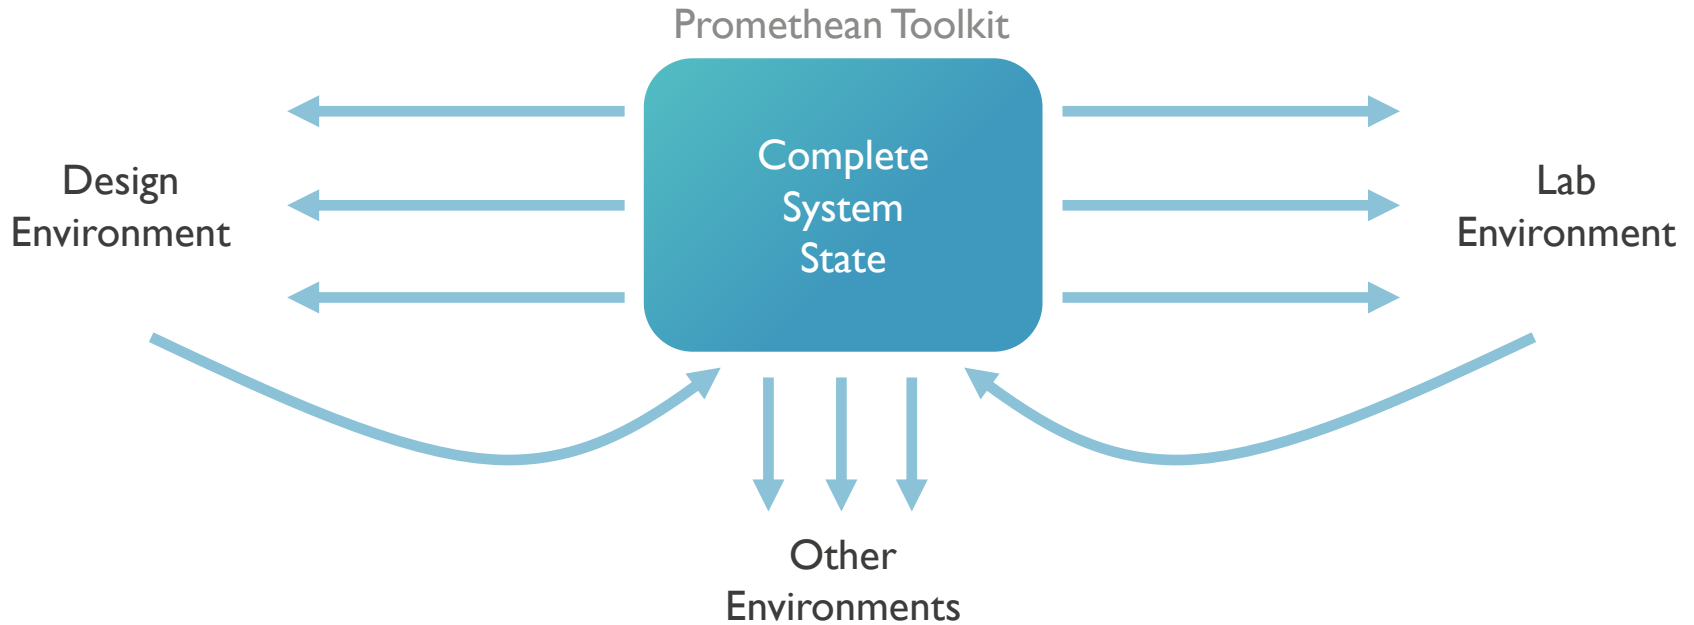 Promethean Toolkit
Complete
System
State
Design
Environment
Lab
Environment
Other
Environments